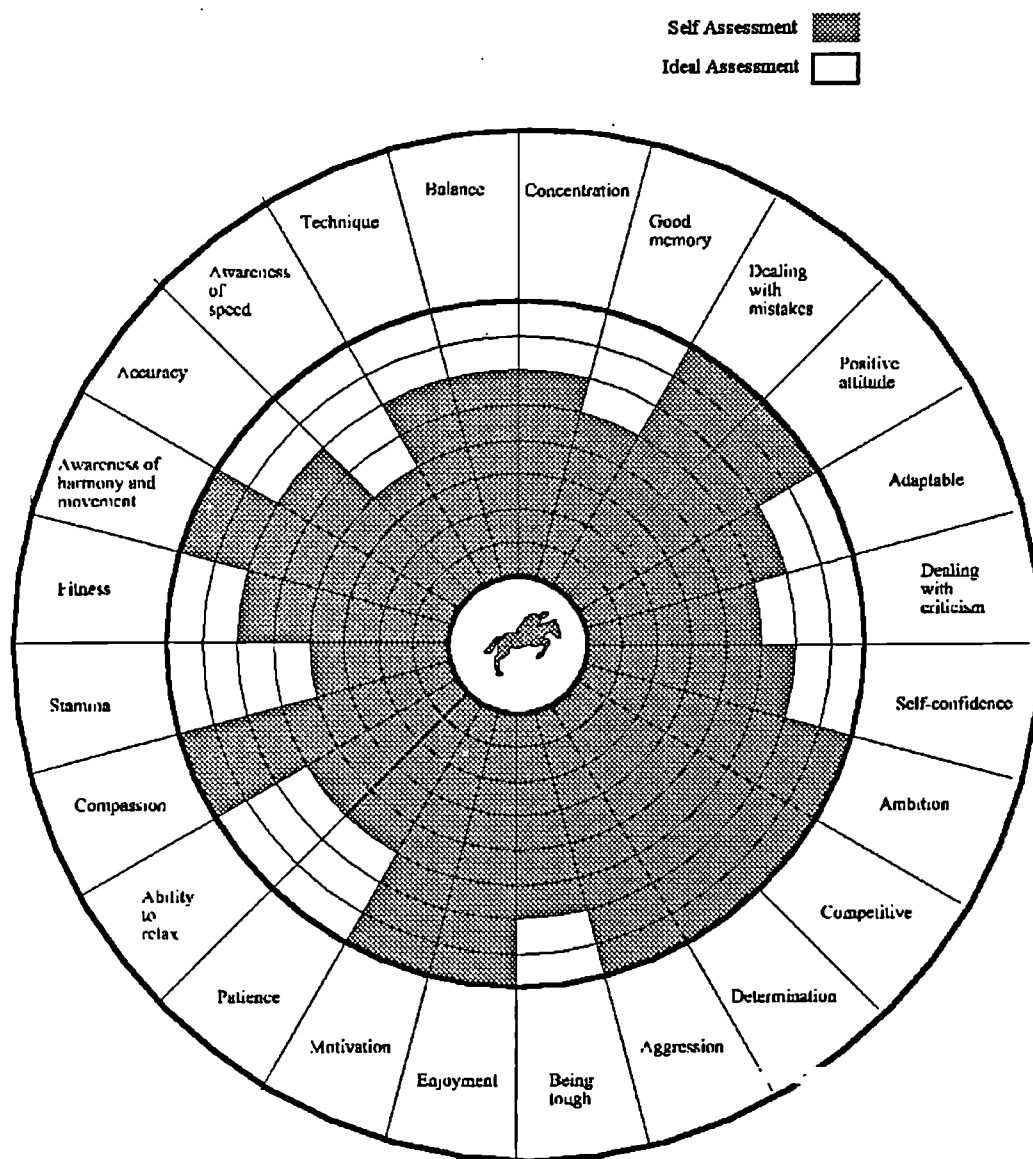 Self Assessment
Ideal Assessment
Balance
Concentration
Good
memory
Dealing
with
mistakes
Positive
attitude
Adaptable
Dealing
with
criticism
Self-confidence
Ambition
Competitive
Determination
Aggression
Being
tough
Enjoyment
Motivation
Patience
Ability
to
relax
Compassion
Stamina
Fitness
Awareness of
harmony and
movement
Accuracy
Awareness
of
speed
Technique